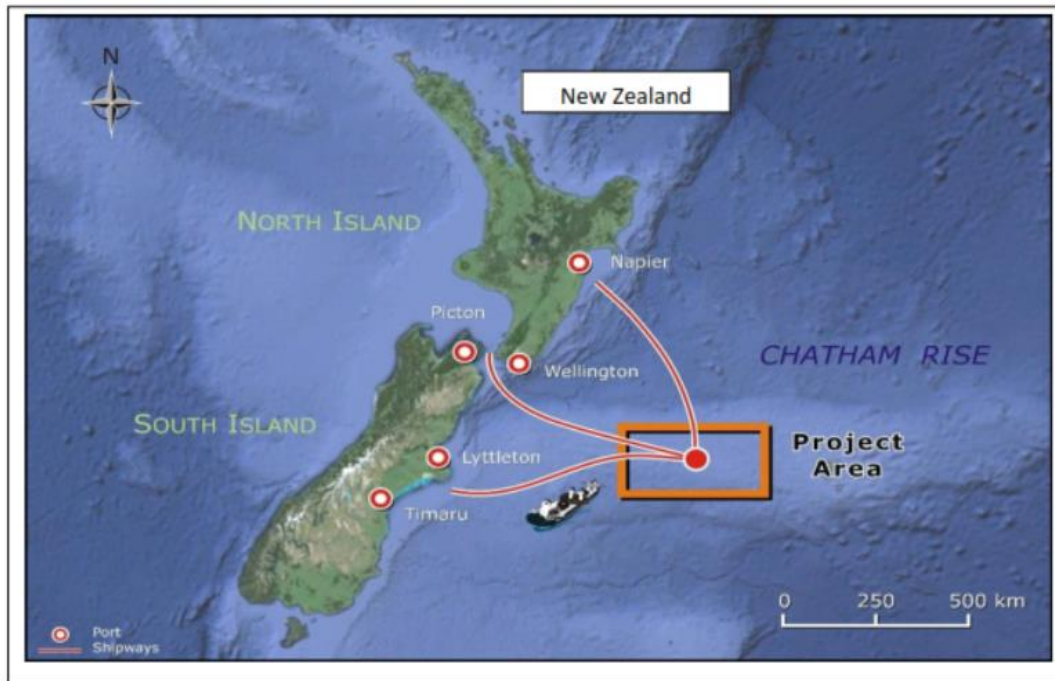 N
New Zealand
NORTH ISLAND
Napier
Picton
CHATHAM RISE
Wellington
SOUTH ISLAND
Project
Area
Lyttleton
Timaru
0 250 500 km
Port
Shipways